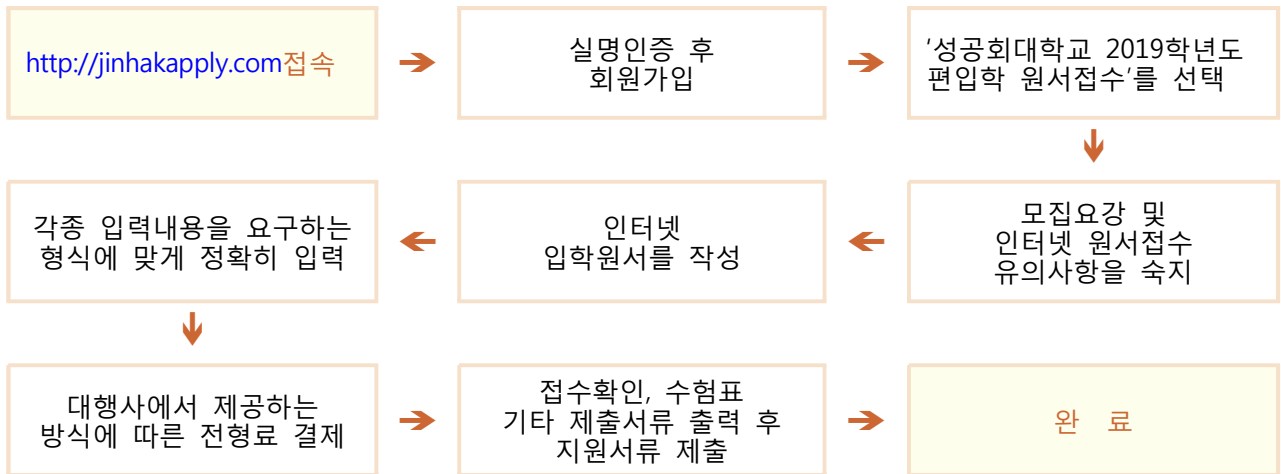 http://jinhakapply.com접속
실명인증 후
회원가입
'성공회대학교 2019학년도
편입학 원서접수'를 선택
모집요강 및
인터넷 원서접수
유의사항을 숙지
인터넷
입학원서를 작성
각종 입력내용을 요구하는
형식에 맞게 정확히 입력
대행사에서 제공하는
방식에 따른 전형료 결제
접수확인, 수험표
기타 제출서류 출력 후
지원서류 제출
완 료